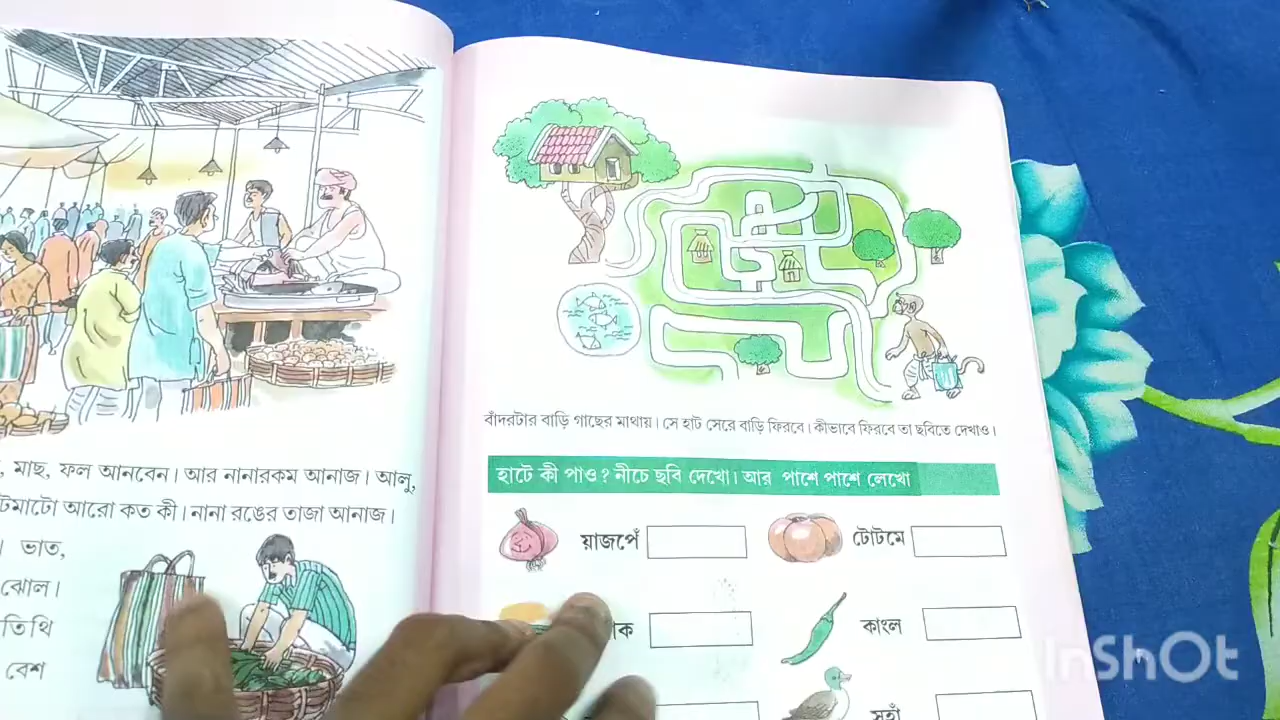 , মাছ, ফল আনবেন। আর নানারকম আনাজ। আলু,
টমাটো আরো কত কী। নানা রঙের তাজা আনাজ।
। ভাত,
ঝোল।
তিথি
বেশ
বাঁদরটার বাড়ি গাছের মাথায়। সে হাট সেরে বাড়ি ফিরবে। কীভাবে ফিরবে তা ছবিতে দেখাও।
হাটে কী পাও? নীচে ছবি দেখো। আর পাশে পাশে লেখো
য়াজপেঁ
টোটমে
ক
কাংল
সহাঁ
InShOt